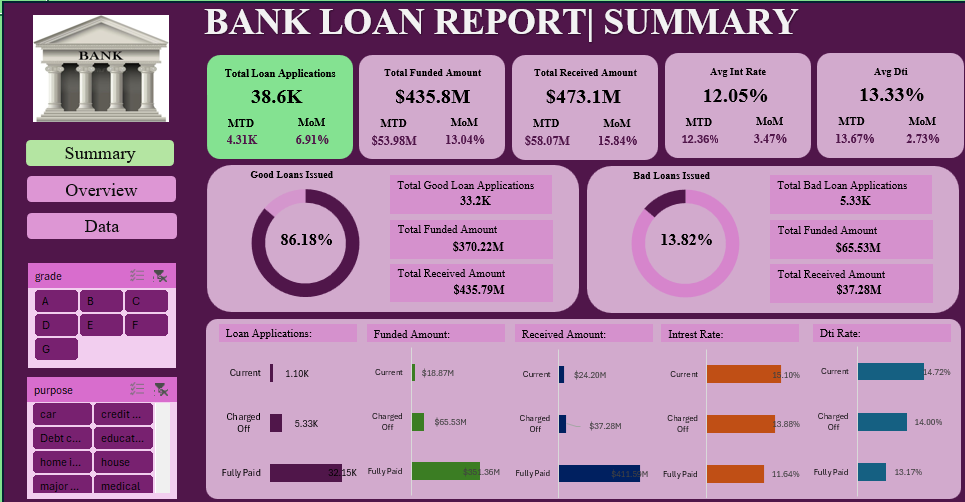 BANK LOAN REPORT| SUMMARY
BANK
Summary
Overview
Data
grade
A B C
D E F
G
purpose
car credit ...
Debt c... educat...
home i... house
major ... medical
Total Loan Applications
38.6K
MTD MoM
4.31K 6.91%
Total Funded Amount
$435.8M
MTD MoM
$53.98M 13.04%
Total Received Amount
$473.1M
MTD MoM
$58.07M 15.84%
Avg Int Rate
12.05%
MTD MoM
12.36% 3.47%
Avg Dti
13.33%
MTD MoM
13.67% 2.73%
Good Loans Issued
86.18%
Total Good Loan Applications
33.2K
Total Funded Amount
$370.22M
Total Received Amount
$435.79M
Bad Loans Issued
13.82%
Total Bad Loan Applications
5.33K
Total Funded Amount
$65.53M
Total Received Amount
$37.28M
Loan Applications:
Current 1.10K
Charged
Off 5.33K
Fully Paid 32.15K
Funded Amount:
Current $18.87M
Charged
Off $65.53M
Fully Paid $351.36M
Received Amount:
Current $24.20M
Charged
Off $37.28M
Fully Paid
Intrest Rate:
Current 15.10%
Charged
Off 13.88%
Fully Paid 11.64%
Dti Rate:
Current 14.72%
Charged
Off 14.00%
Fully Paid 13.17%